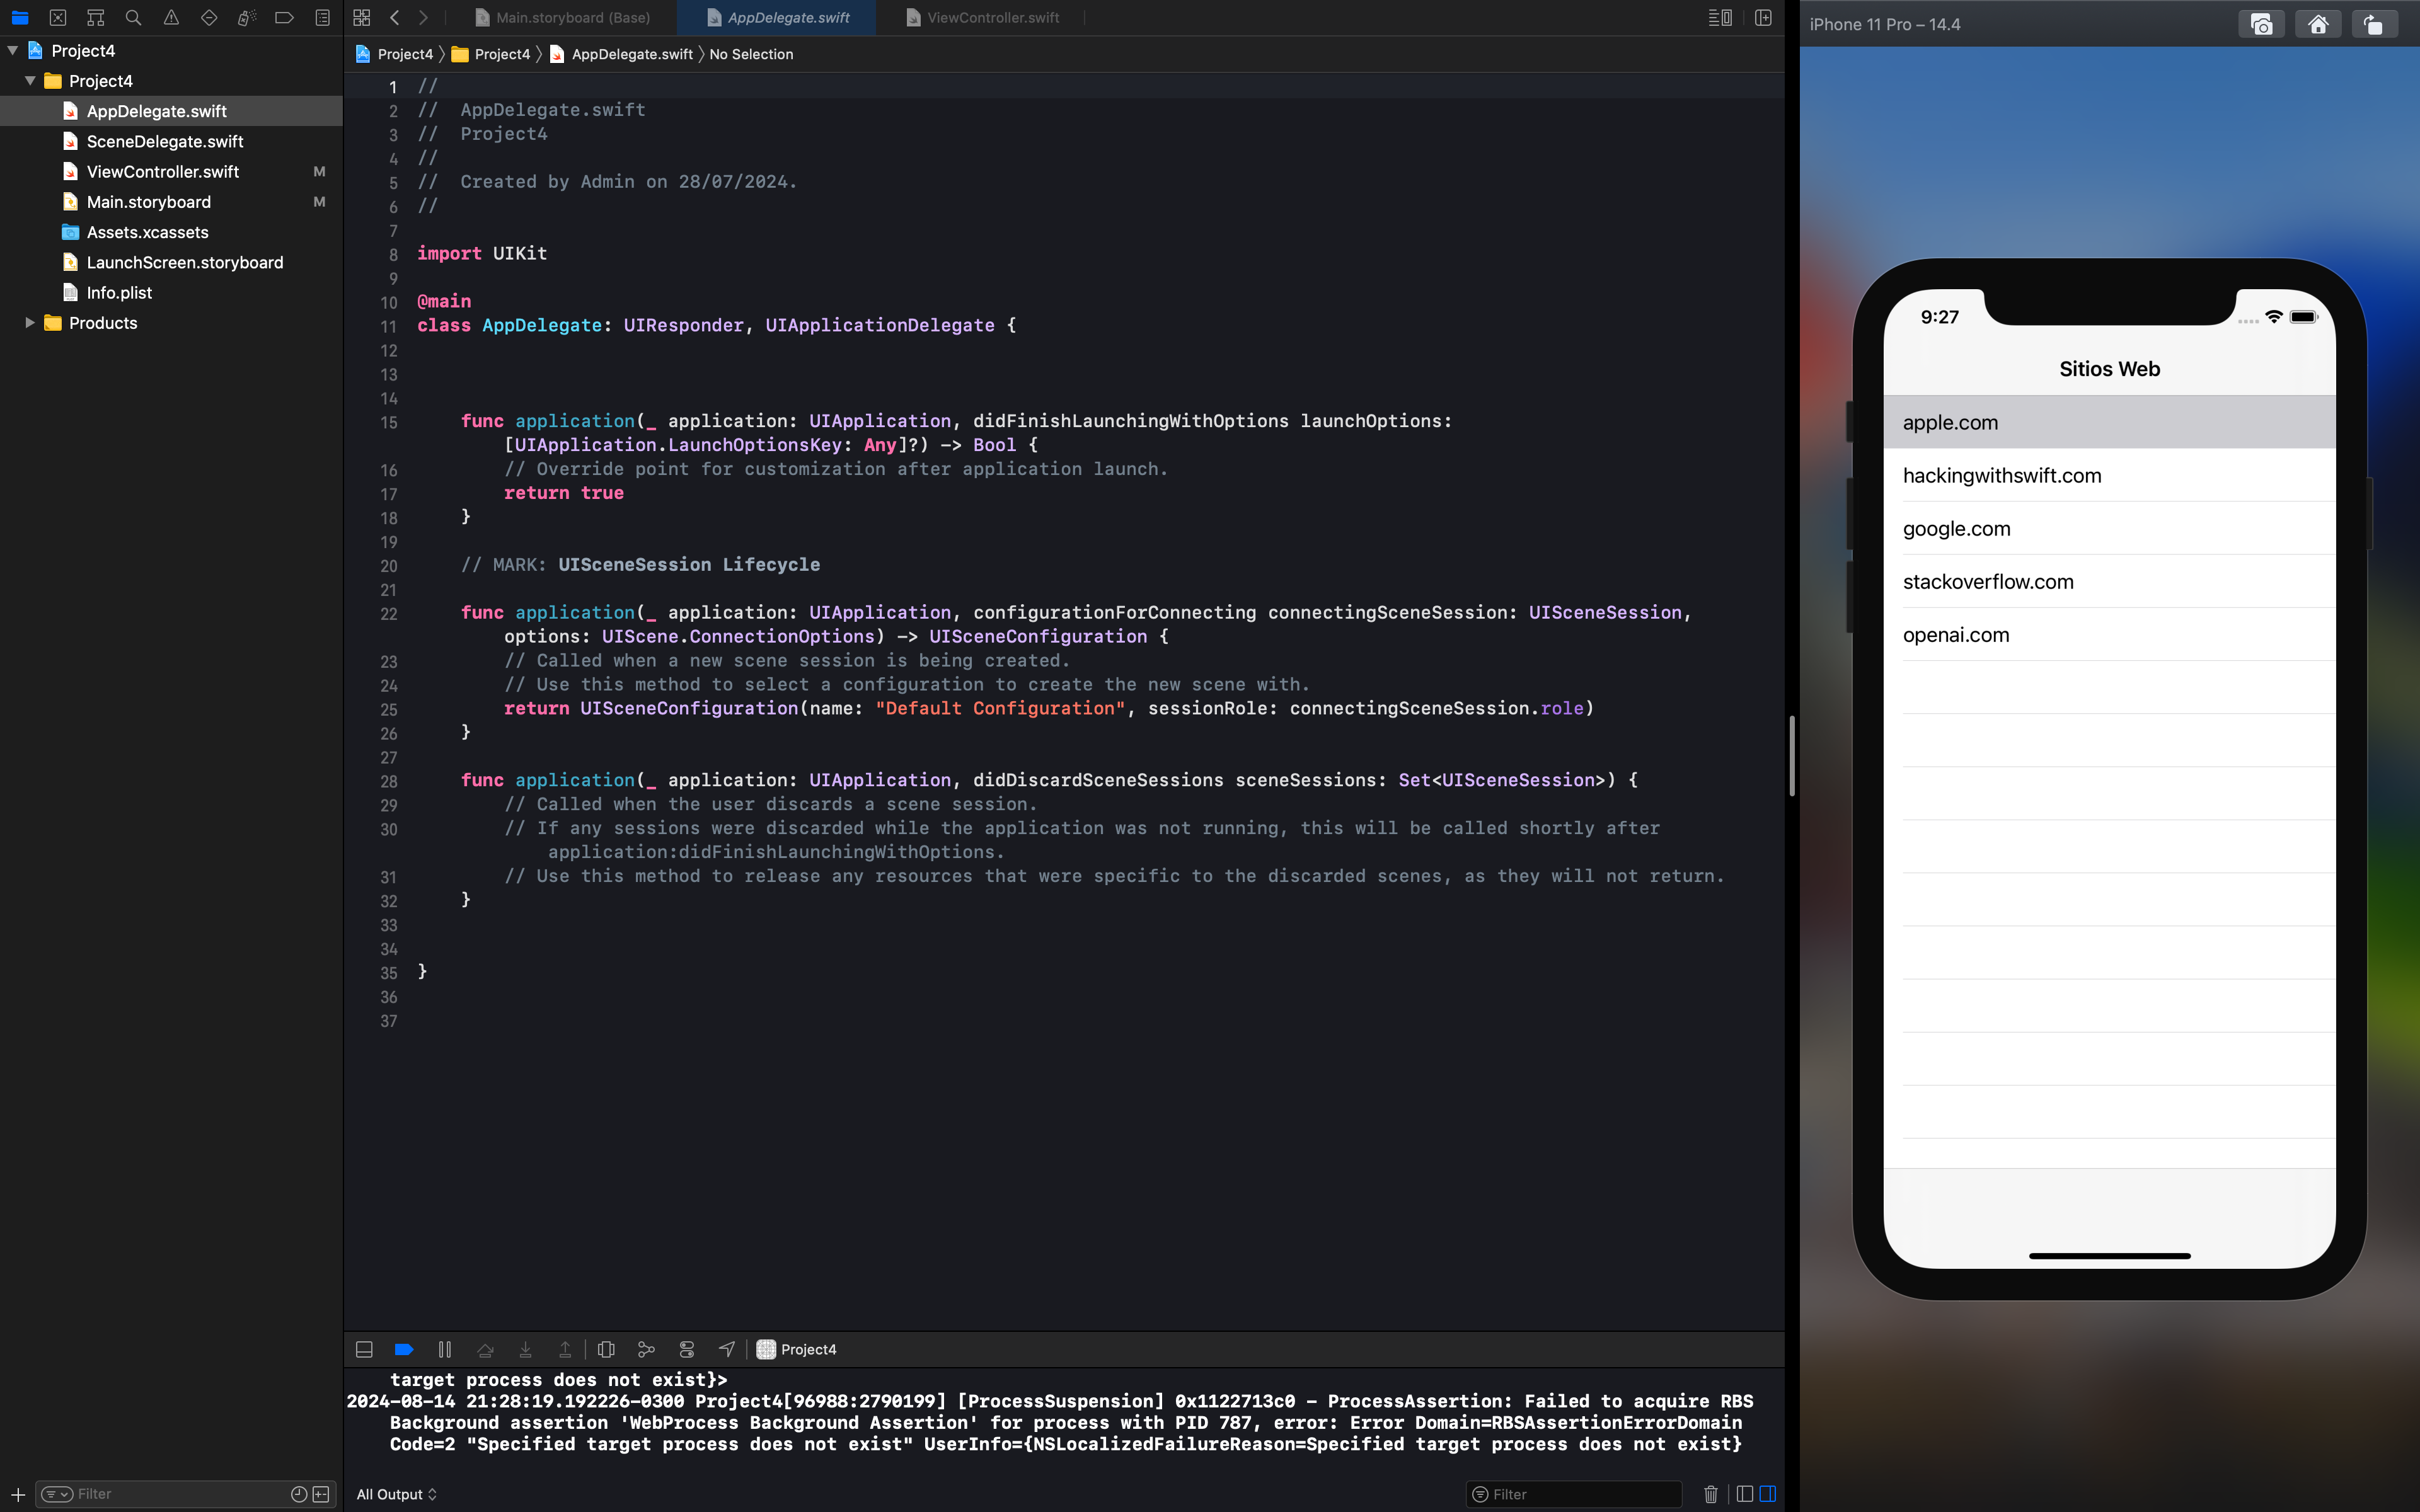 Main.storyboard (Base)
AppDelegate.swift
ViewController.swift
iPhone 11 Pro – 14.4
Project4
Project4
AppDelegate.swift
SceneDelegate.swift
ViewController.swift M
Main.storyboard M
Assets.xcassets
LaunchScreen.storyboard
Info.plist
Products
Project4 〉 Project4 〉 AppDelegate.swift 〉 No Selection
1 //
2 //  AppDelegate.swift
3 //  Project4
4 //
5 //  Created by Admin on 28/07/2024.
6 //
7
8 import UIKit
9
10 @main
11 class AppDelegate: UIResponder, UIApplicationDelegate {
12
13
14
15     func application(_ application: UIApplication, didFinishLaunchingWithOptions launchOptions:
[UIApplication.LaunchOptionsKey: Any]?) -> Bool {
16         // Override point for customization after application launch.
17         return true
18     }
19
20     // MARK: UISceneSession Lifecycle
21
22     func application(_ application: UIApplication, configurationForConnecting connectingSceneSession: UISceneSession,
options: UIScene.ConnectionOptions) -> UISceneConfiguration {
23         // Called when a new scene session is being created.
24         // Use this method to select a configuration to create the new scene with.
25         return UISceneConfiguration(name: "Default Configuration", sessionRole: connectingSceneSession.role)
26     }
27
28     func application(_ application: UIApplication, didDiscardSceneSessions sceneSessions: Set<UISceneSession>) {
29         // Called when the user discards a scene session.
30         // If any sessions were discarded while the application was not running, this will be called shortly after
application:didFinishLaunchingWithOptions.
31         // Use this method to release any resources that were specific to the discarded scenes, as they will not return.
32     }
33
34
35 }
36
37
Project4
target process does not exist}>
2024-08-14 21:28:19.192226-0300 Project4[96988:2790199] [ProcessSuspension] 0x1122713c0 - ProcessAssertion: Failed to acquire RBS
Background assertion 'WebProcess Background Assertion' for process with PID 787, error: Error Domain=RBSAssertionErrorDomain
Code=2 "Specified target process does not exist" UserInfo={NSLocalizedFailureReason=Specified target process does not exist}
Filter
All Output
Filter
9:27
Sitios Web
apple.com
hackingwithswift.com
google.com
stackoverflow.com
openai.com